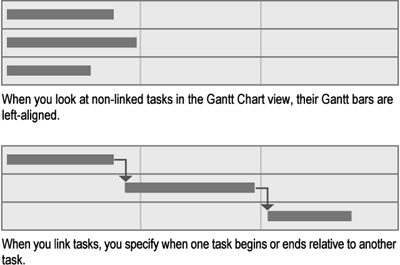 When you look at non-linked tasks in the Gantt Chart view, their Gantt bars are
left-aligned.
When you link tasks, you specify when one task begins or ends relative to another
task.